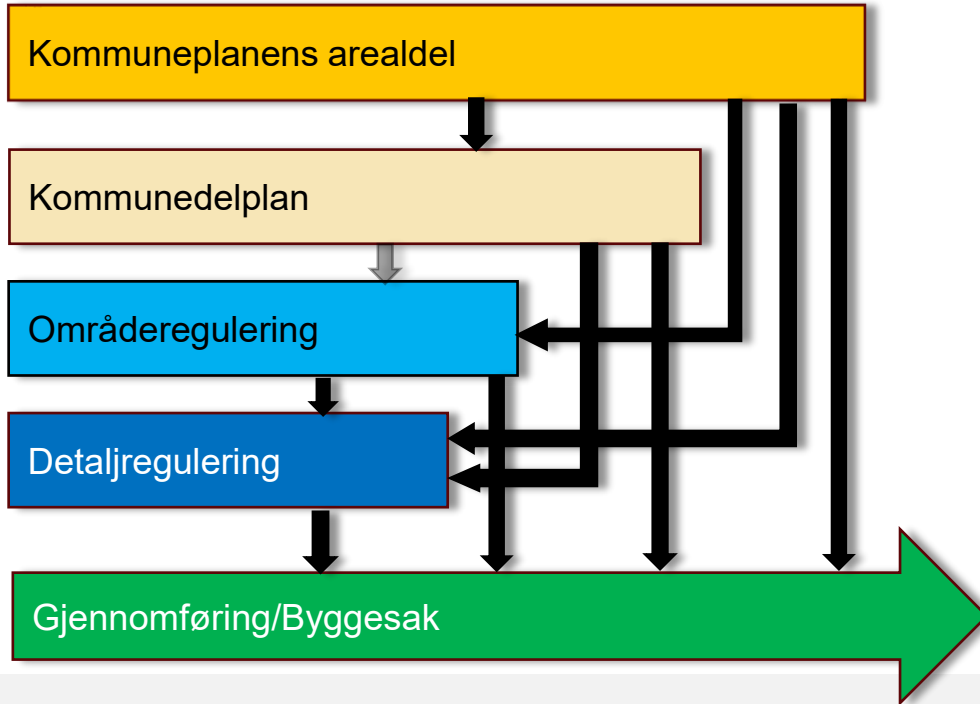 Kommuneplanens arealdel
Kommunedelplan
Områderegulering
Detaljregulering
Gjennomføring/Byggesak